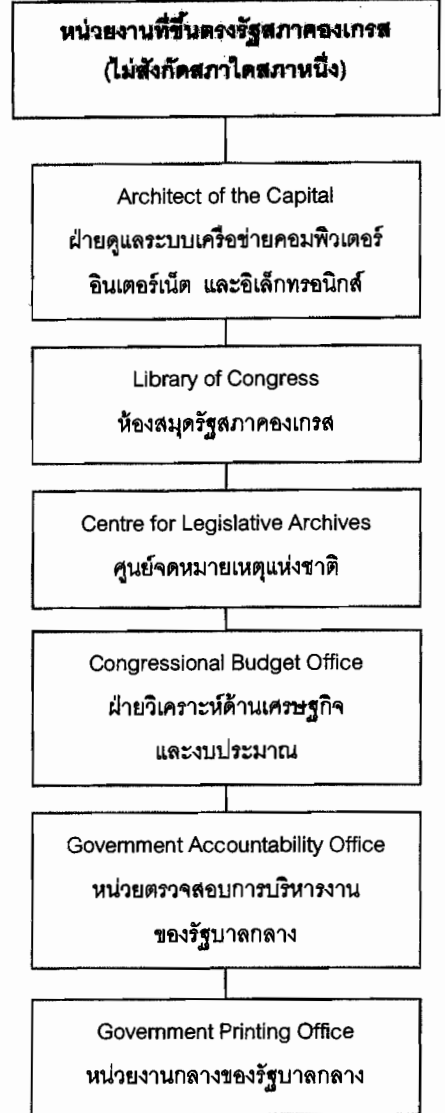 หน่วยงานที่ขึ้นตรงรัฐสภาคองเกรส
(ไม่สังกัดสภาใดสภาหนึ่ง)
Architect of the Capital
ฝ่ายดูแลระบบเครือข่ายคอมพิวเตอร์
อินเตอร์เน็ต และอิเล็กทรอนิกส์
Library of Congress
ห้องสมุดรัฐสภาคองเกรส
Centre for Legislative Archives
ศูนย์จดหมายเหตุแห่งชาติ
Congressional Budget Office
ฝ่ายวิเคราะห์ด้านเศรษฐกิจ
และงบประมาณ
Government Accountability Office
หน่วยตรวจสอบการบริหารงาน
ของรัฐบาลกลาง
Government Printing Office
หน่วยงานกลางของรัฐบาลกลาง